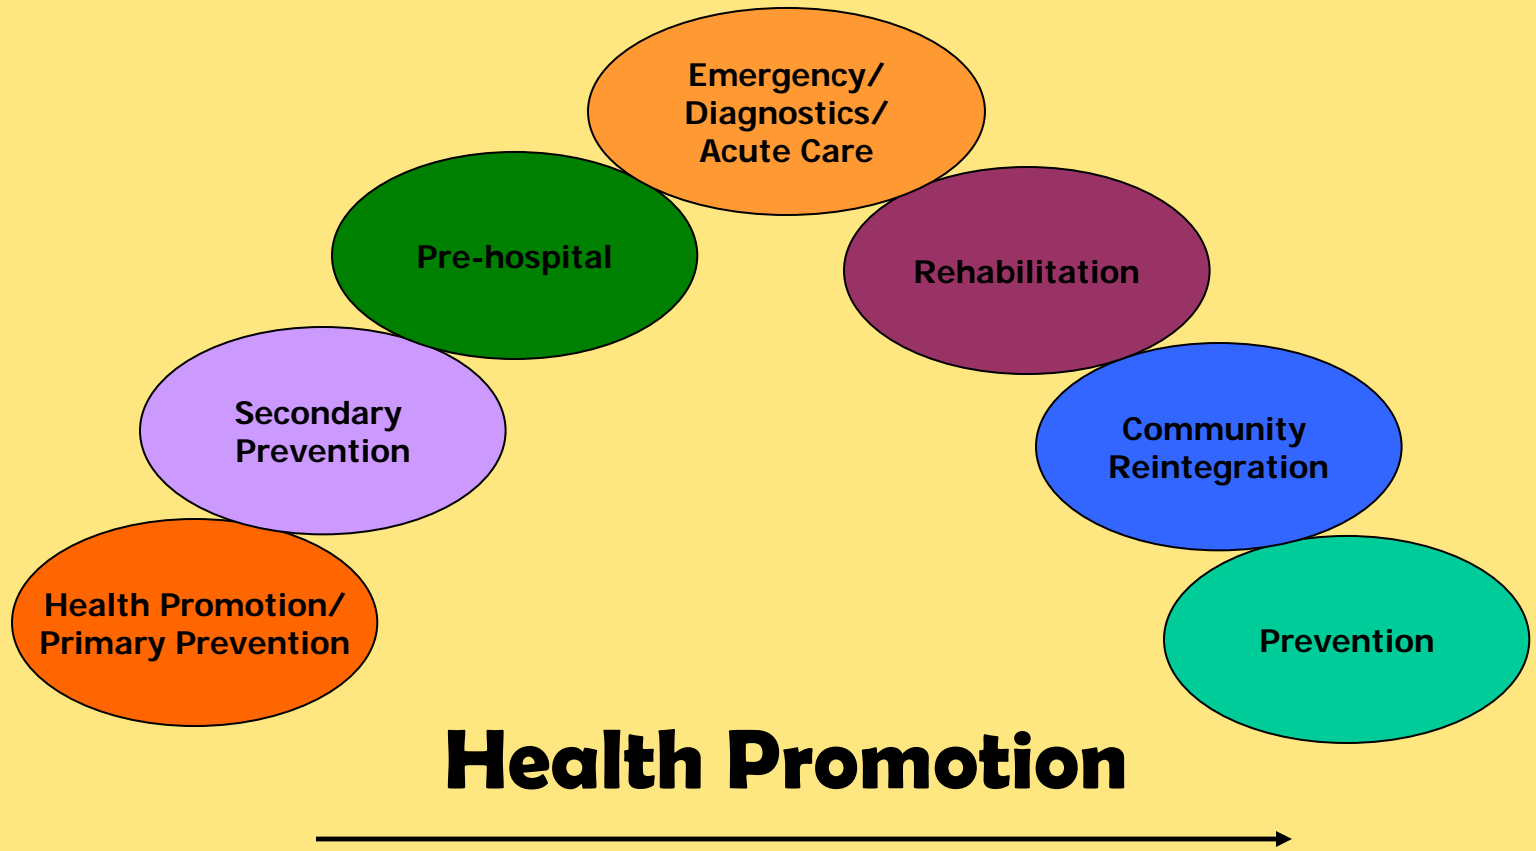 Emergency/
Diagnostics/
Acute Care
Pre-hospital
Rehabilitation
Secondary
Prevention
Community
Reintegration
Health Promotion/
Primary Prevention
Prevention
Health Promotion